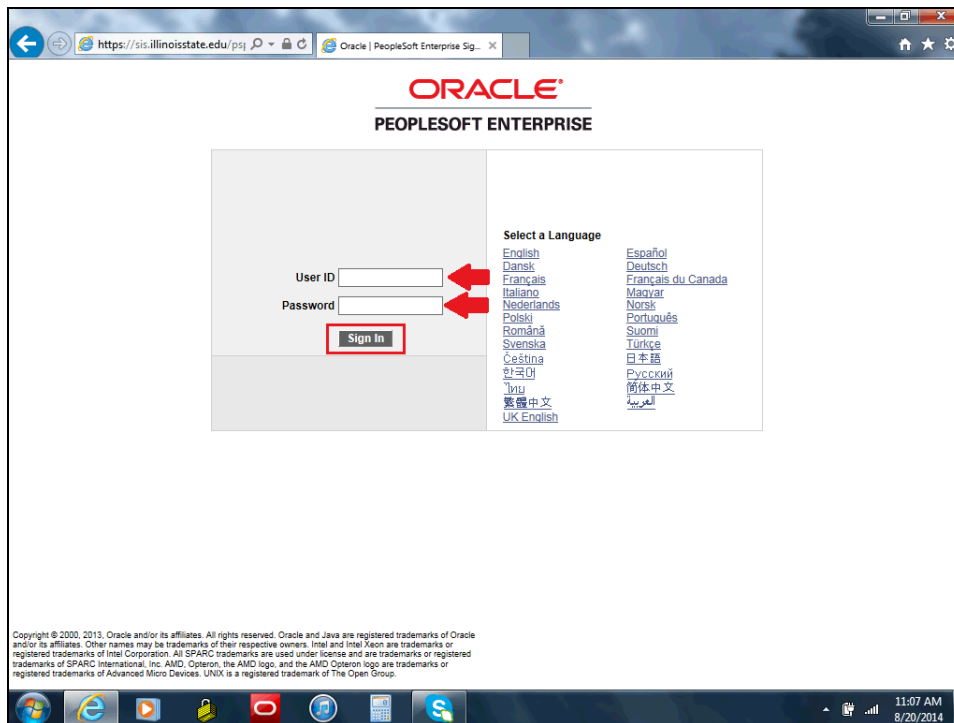 https://sis.illinoisstate.edu/psp
Oracle | PeopleSoft Enterprise Sig...
ORACLE®
PEOPLESOFT ENTERPRISE
Select a Language
English Español
Dansk Deutsch
Français Français du Canada
Italiano Magyar
Nederlands Norsk
Polski Português
Română Suomi
Svenska Türkçe
Čeština 日本語
한국어 Русский
ไทย 简体中文
繁體中文 العربية
UK English
User ID
Password
Sign In
Copyright © 2000, 2013, Oracle and/or its affiliates. All rights reserved. Oracle and Java are registered trademarks of Oracle
and/or its affiliates. Other names may be trademarks of their respective owners. Intel and Intel Xeon are trademarks or
registered trademarks of Intel Corporation. All SPARC trademarks are used under license and are trademarks or registered
trademarks of SPARC International, Inc. AMD, Opteron, the AMD logo, and the AMD Opteron logo are trademarks or
registered trademarks of Advanced Micro Devices. UNIX is a registered trademark of The Open Group.
11:07 AM
8/20/2014